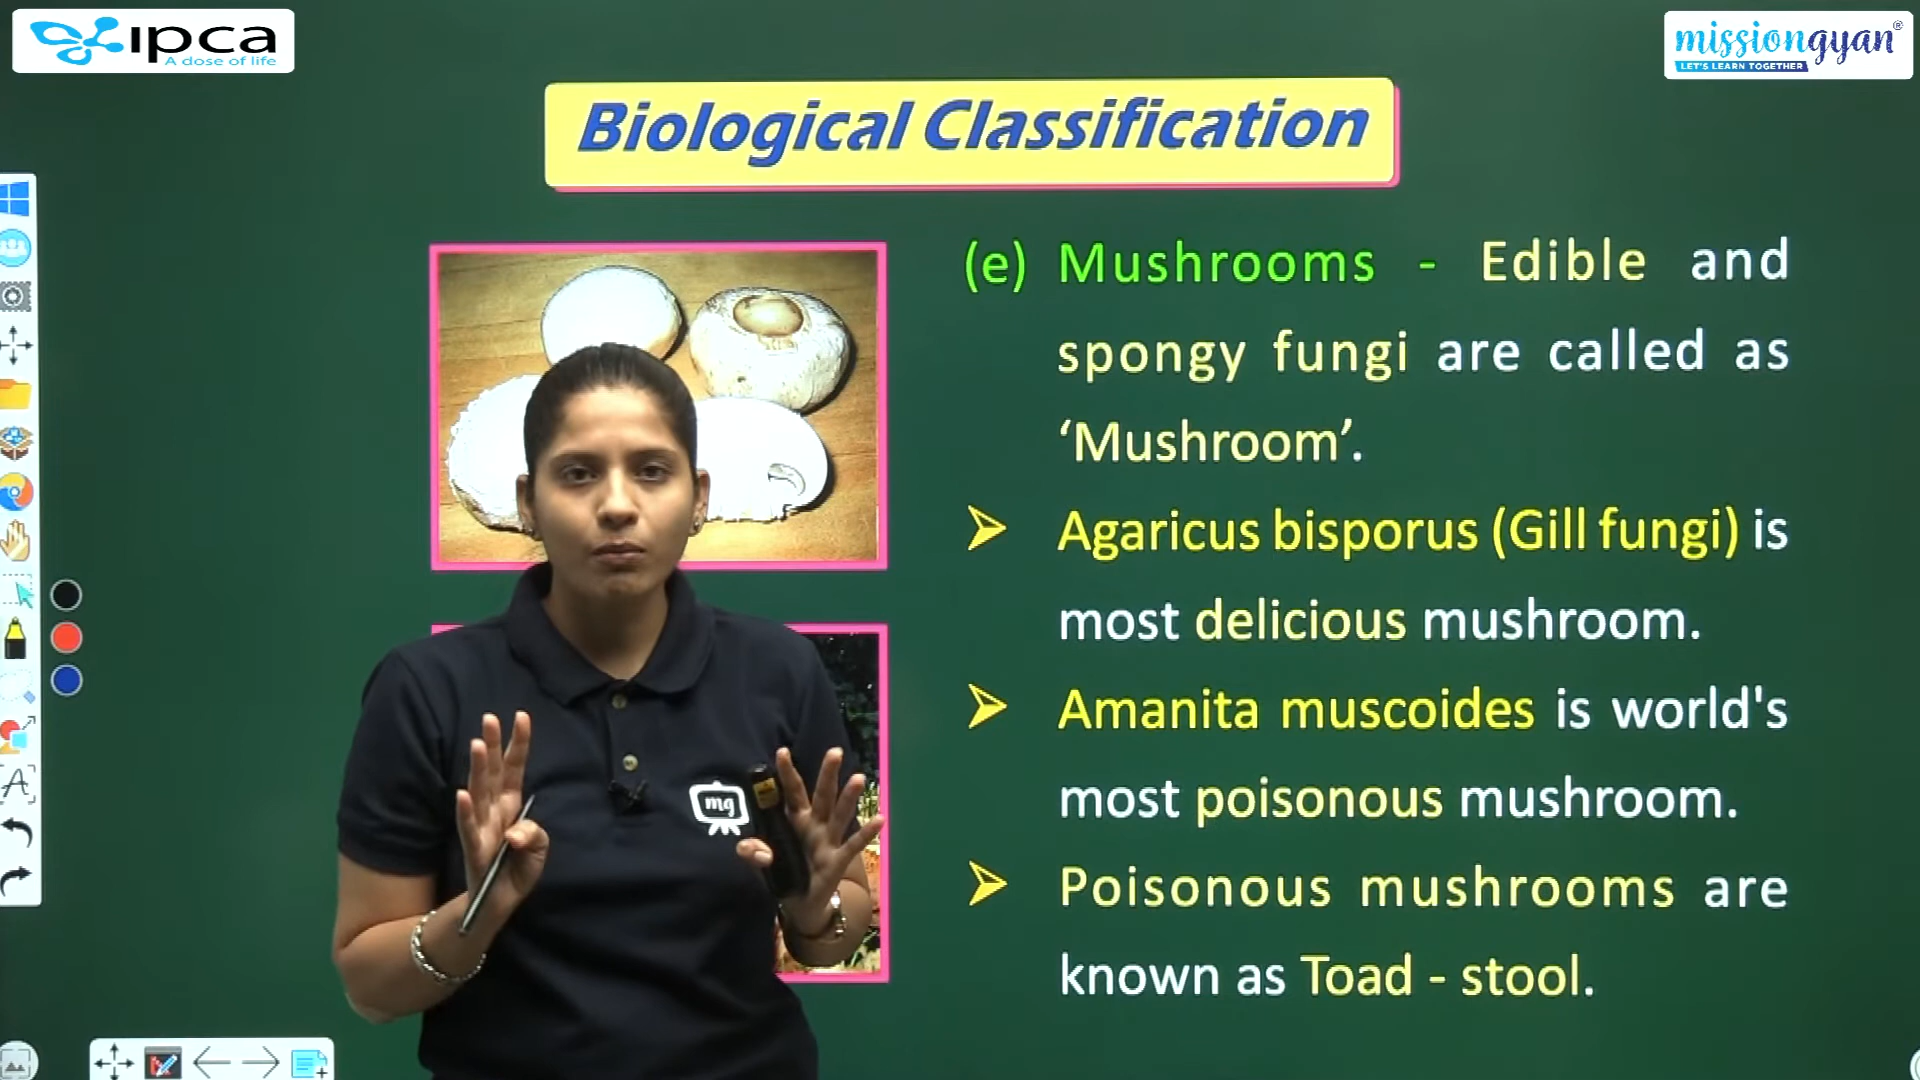 ipca
A dose of life
missiongyan®
LET'S LEARN TOGETHER
Biological Classification
(e) Mushrooms - Edible and
spongy fungi are called as
‘Mushroom’.
➢ Agaricus bisporus (Gill fungi) is
most delicious mushroom.
➢ Amanita muscoides is world's
most poisonous mushroom.
➢ Poisonous mushrooms are
known as Toad - stool.
mg
A